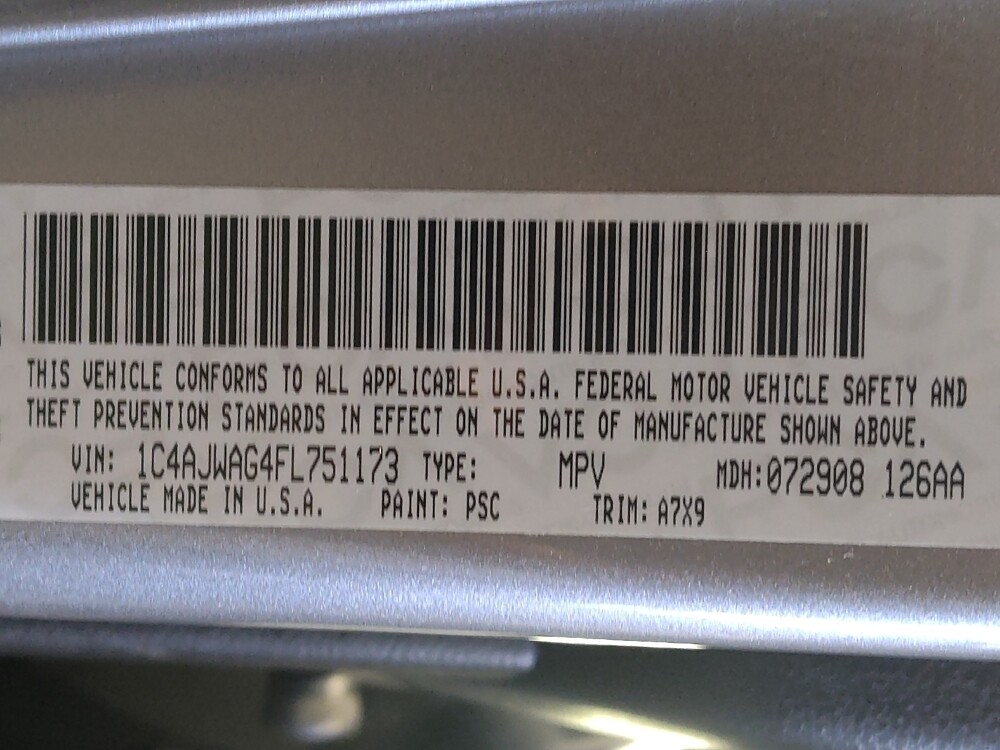 THIS VEHICLE CONFORMS TO ALL APPLICABLE U.S.A. FEDERAL MOTOR VEHICLE SAFETY AND
THEFT PREVENTION STANDARDS IN EFFECT ON THE DATE OF MANUFACTURE SHOWN ABOVE.
VIN: 1C4AJWAG4FL751173 TYPE: MPV MDH:072908 126AA
VEHICLE MADE IN U.S.A. PAINT: PSC TRIM: A7X9